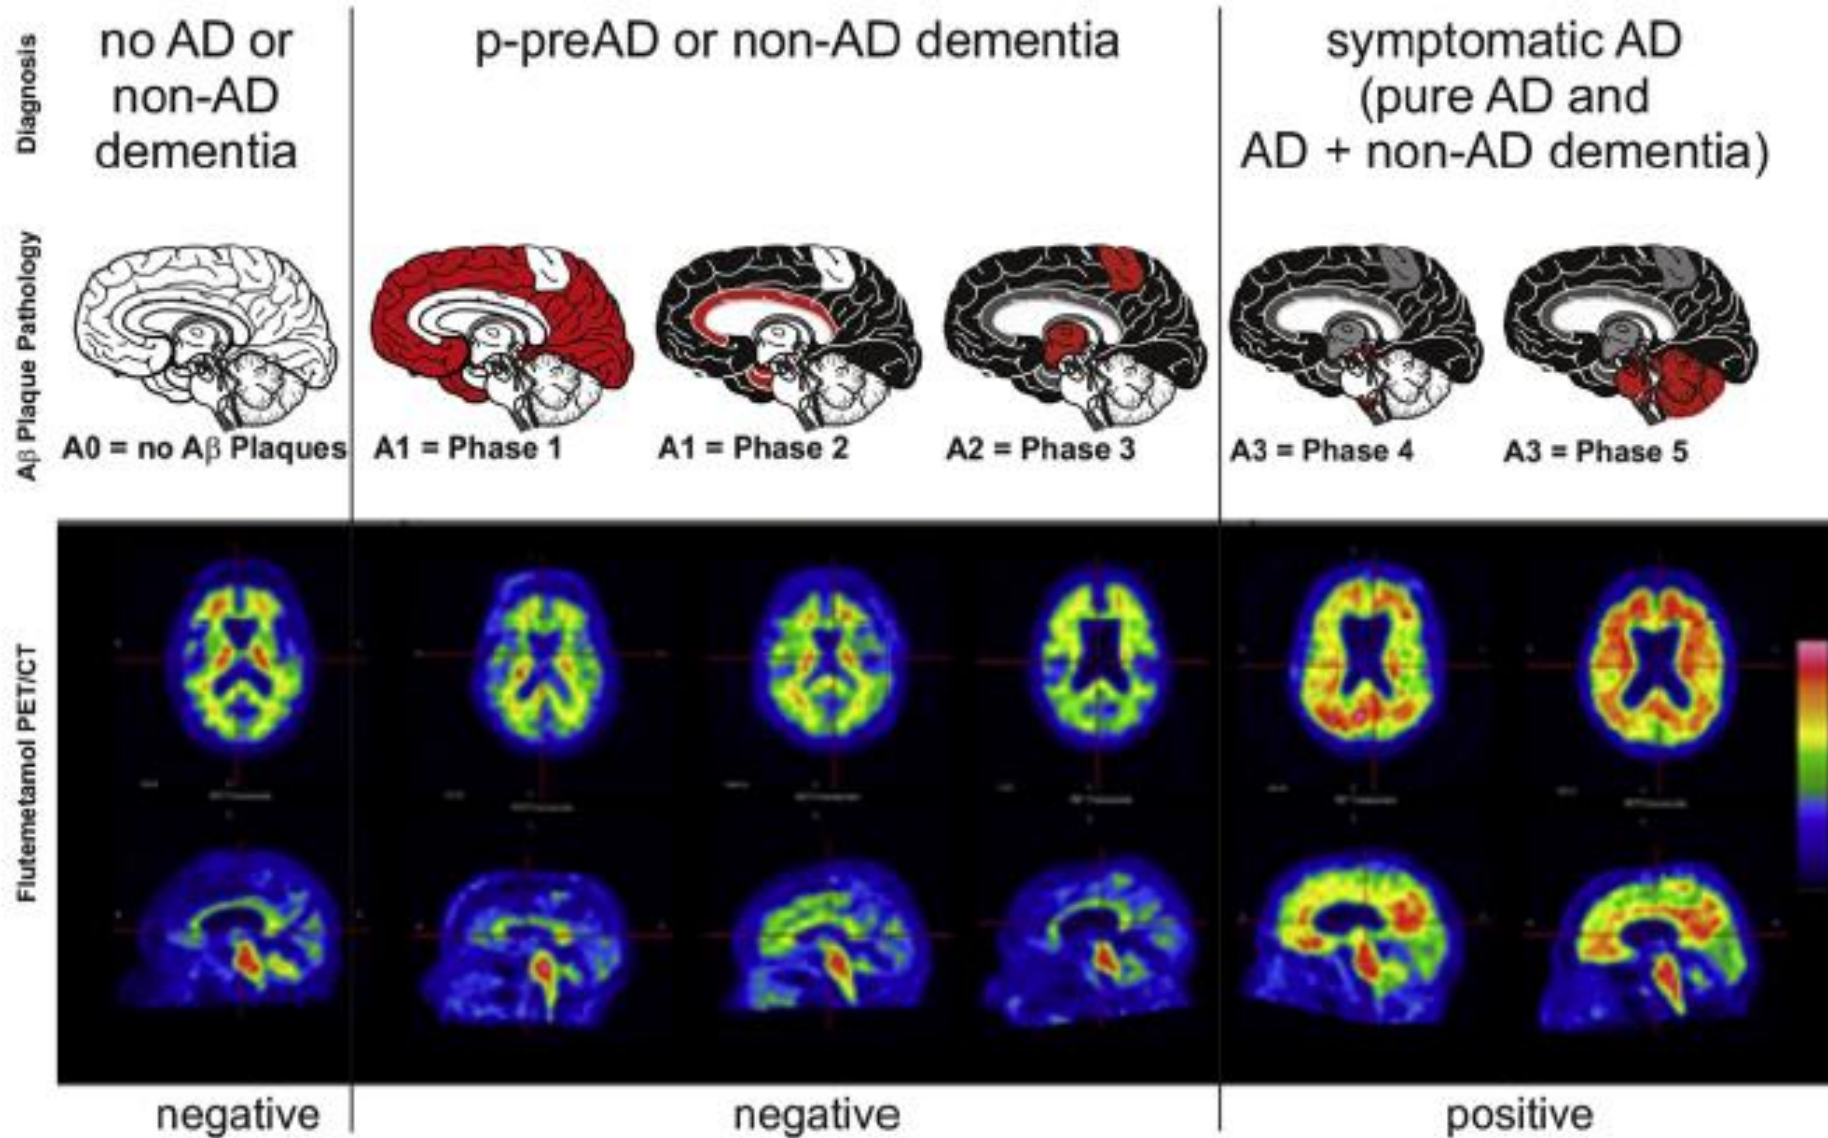 Diagnosis
no AD or
non-AD
dementia
p-preAD or non-AD dementia
symptomatic AD
(pure AD and
AD + non-AD dementia)
Aβ Plaque Pathology
A0 = no Aβ Plaques
A1 = Phase 1
A1 = Phase 2
A2 = Phase 3
A3 = Phase 4
A3 = Phase 5
Flutemetamol PET/CT
negative
negative
positive